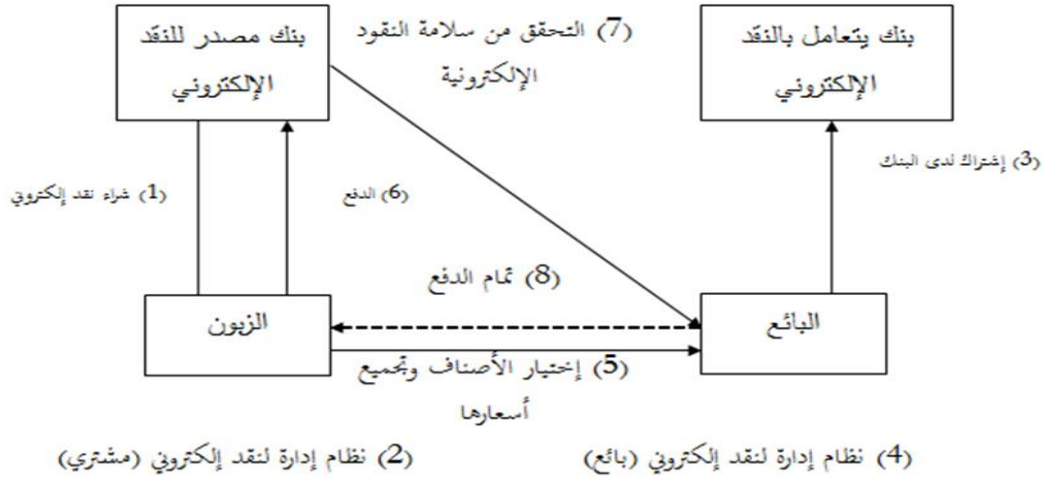 بنك مصدر للنقد
الإلكتروني
(7) التحقق من سلامة النقود
الإلكترونية
بنك يتعامل بالنقد
الإلكتروني
(1) شراء نقد إلكتروني
(6) الدفع
(3) إشتراك لدى البنك
(8) تمام الدفع
الزبون
البائع
(5) إختيار الأصناف وتجميع
أسعارها
(2) نظام إدارة لنقد إلكتروني (مشتري)
(4) نظام إدارة لنقد إلكتروني (بائع)